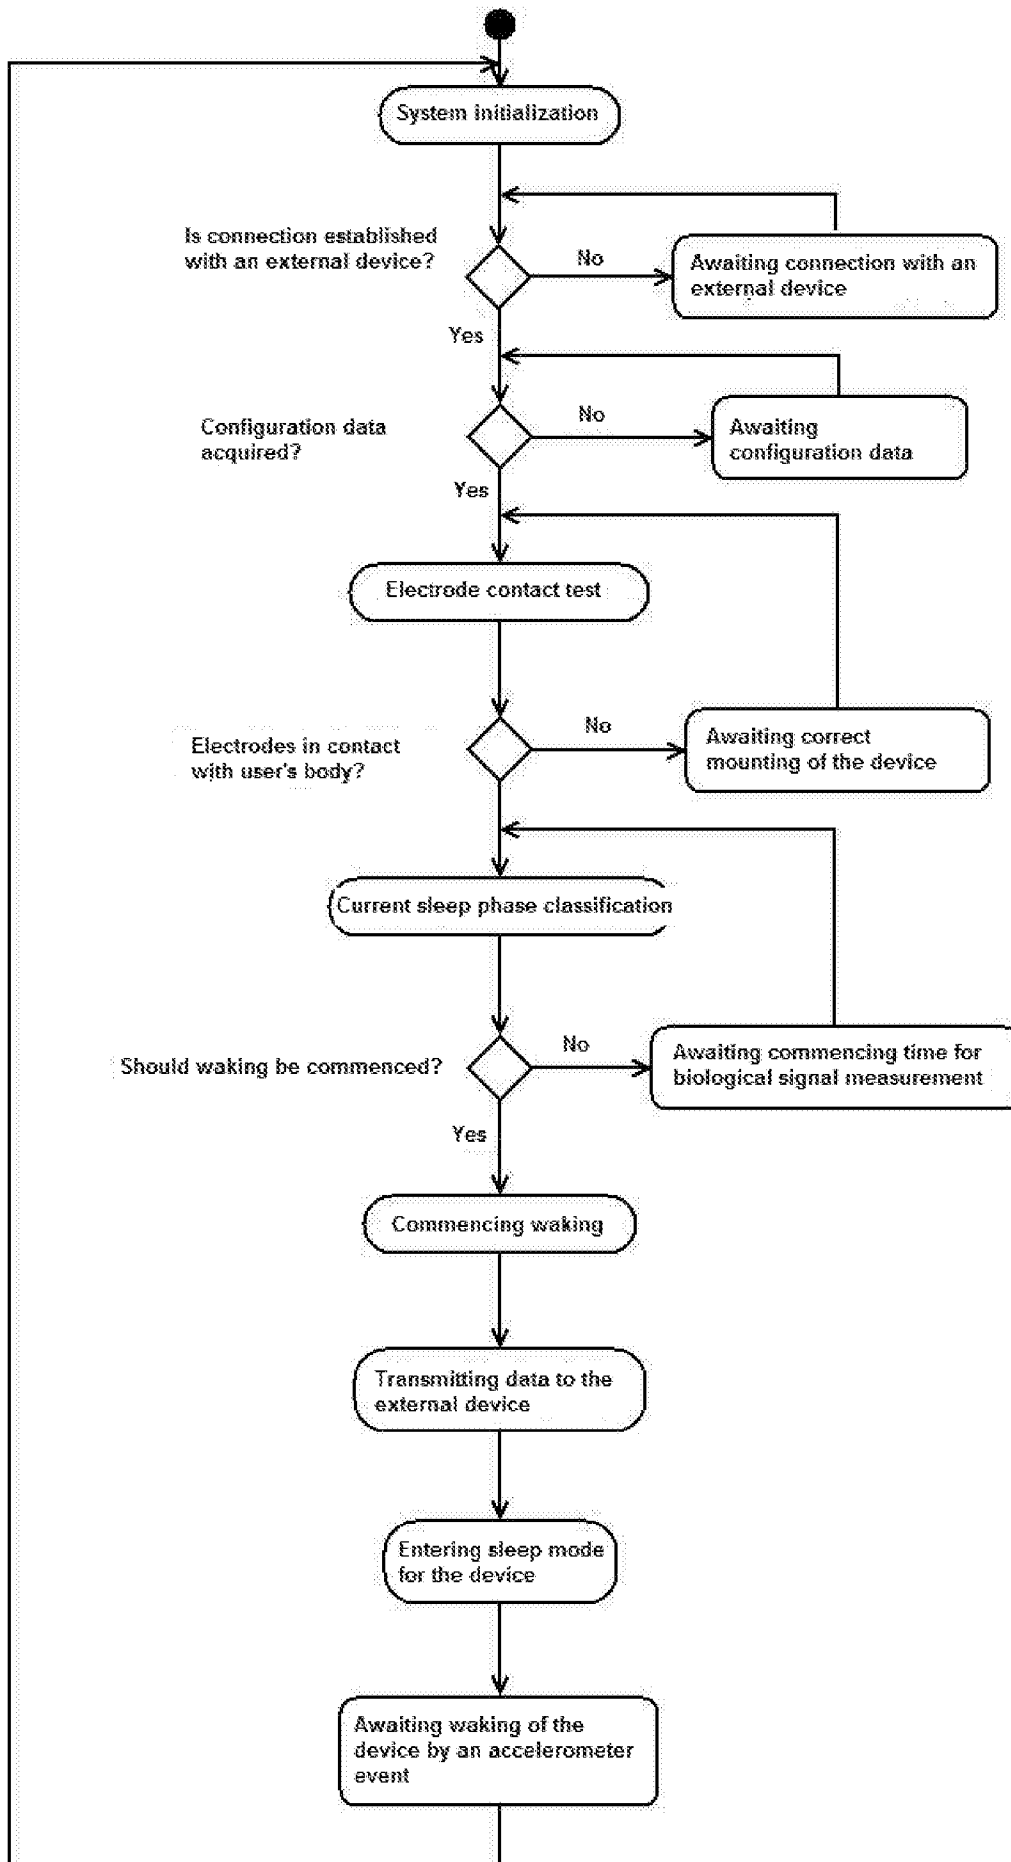 System initialization
Is connection established
with an external device?
No
Awaiting connection with an
external device
Yes
Configuration data
acquired?
No
Awaiting
configuration data
Yes
Electrode contact test
Electrodes in contact
with user's body?
No
Awaiting correct
mounting of the device
Current sleep phase classification
Should waking be commenced?
No
Awaiting commencing time for
biological signal measurement
Yes
Commencing waking
Transmitting data to the
external device
Entering sleep mode
for the device
Awaiting waking of the
device by an accelerometer
event